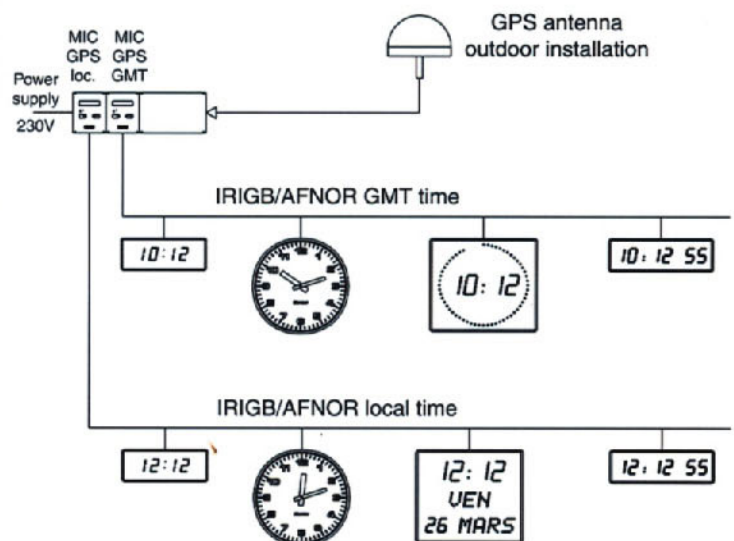 MIC GPS loc.
MIC GPS GMT
GPS antenna
outdoor installation
Power
supply
230V
IRIGB/AFNOR GMT time
10:12
10:12
10:12 55
IRIGB/AFNOR local time
12:12
12:12
VEN
26 MARS
12:12 55